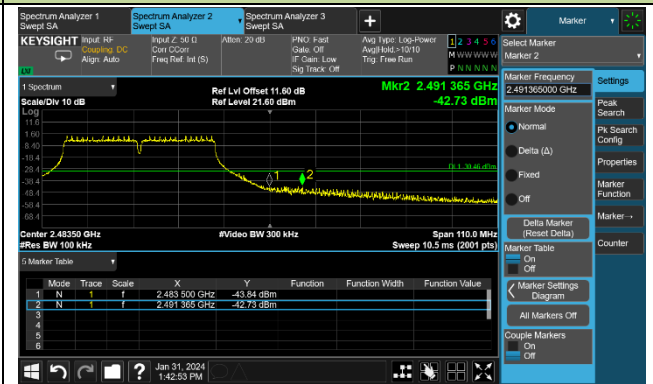 Spectrum Analyzer 1
Swept SA
Spectrum Analyzer 2
Swept SA
Spectrum Analyzer 3
Swept SA
+
Marker
KEYSIGHT
Input: RF
Coupling: DC
Align: Auto
Input Z: 50 Ω
Corr CCorr
Freq Ref: Int (S)
Atten: 20 dB
PNO: Fast
Gate: Off
IF Gain: Low
Sig Track: Off
Avg Type: Log-Power
Avg|Hold:>10/10
Trig: Free Run
1 2 3 4 5 6
M W W W W W
P N N N N N
LW
1 Spectrum
Scale/Div 10 dB
Log
Ref Lvl Offset 11.60 dB
Ref Level 21.60 dBm
Mkr2 2.491 365 GHz
-42.73 dBm
11.6
1.60
-8.40
-18.4
-28.4
-38.4
-48.4
-58.4
-68.4
1
2
Center 2.48350 GHz
#Res BW 100 kHz
#Video BW 300 kHz
Span 110.0 MHz
Sweep 10.5 ms (2001 pts)
5 Marker Table
Mode Trace Scale X Y Function Function Width Function Value
1 N 1 f 2.483 500 GHz -43.84 dBm
2 N 1 f 2.491 365 GHz -42.73 dBm
3
4
5
6
Jan 31, 2024
1:42:53 PM
Select Marker
Marker 2
Marker Frequency
2.491365000 GHz
Marker Mode
Normal
Delta (Δ)
Fixed
Off
Delta Marker
(Reset Delta)
Marker Table
On
Off
Marker Settings
Diagram
All Markers Off
Couple Markers
On
Off
Settings
Peak
Search
Pk Search
Config
Properties
Marker
Function
Marker→
Counter